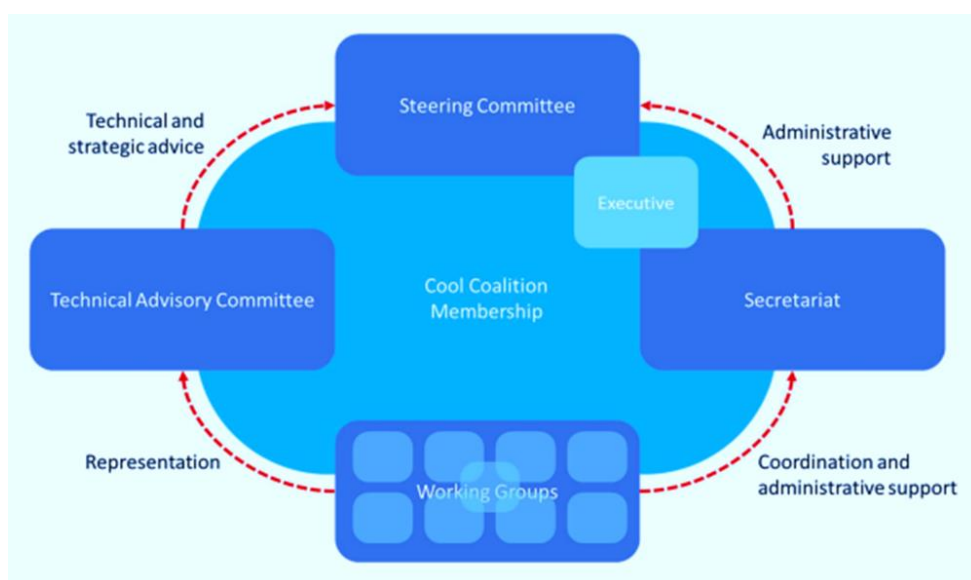 Steering Committee
Technical and
strategic advice
Administrative
support
Executive
Technical Advisory Committee
Cool Coalition
Membership
Secretariat
Representation
Working Groups
Coordination and
administrative support